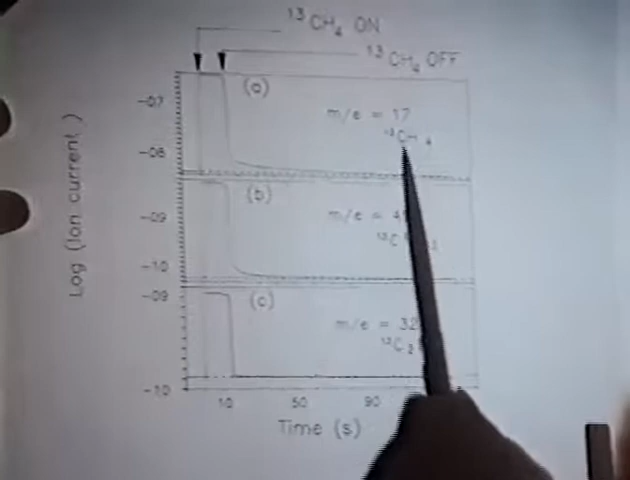 ¹³CH₄ ON
¹³CH₄ OFF
(a)
m/e = 17
¹³CH₄
-07
-08
(b)
m/e =
-09
-10
(c)
m/e = 32
-09
-10
10 50 90
Time (s)
Log (Ion current)